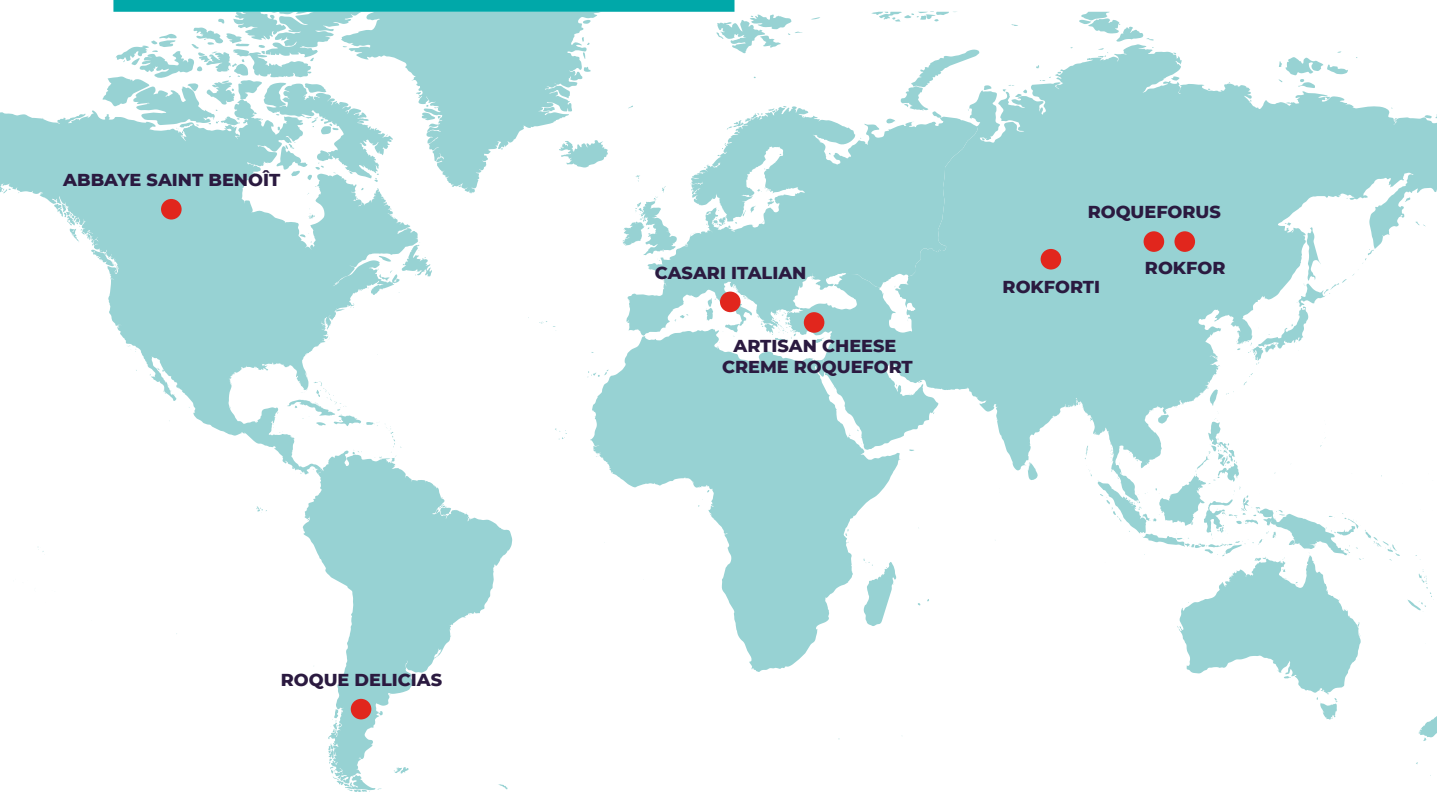 ABBAYE SAINT BENOÎT
ROQUEFORUS
ROKFOR
CASARI ITALIAN
ROKFORTI
ARTISAN CHEESE
CREME ROQUEFORT
ROQUE DELICIAS